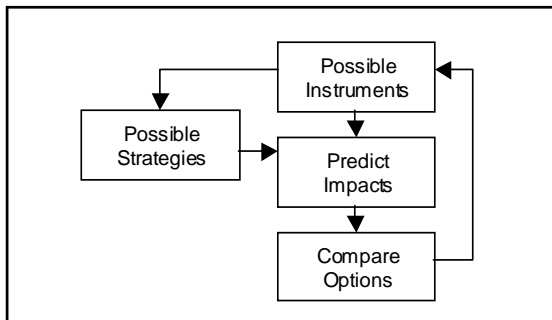 Possible
Instruments
Possible
Strategies
Predict
Impacts
Compare
Options